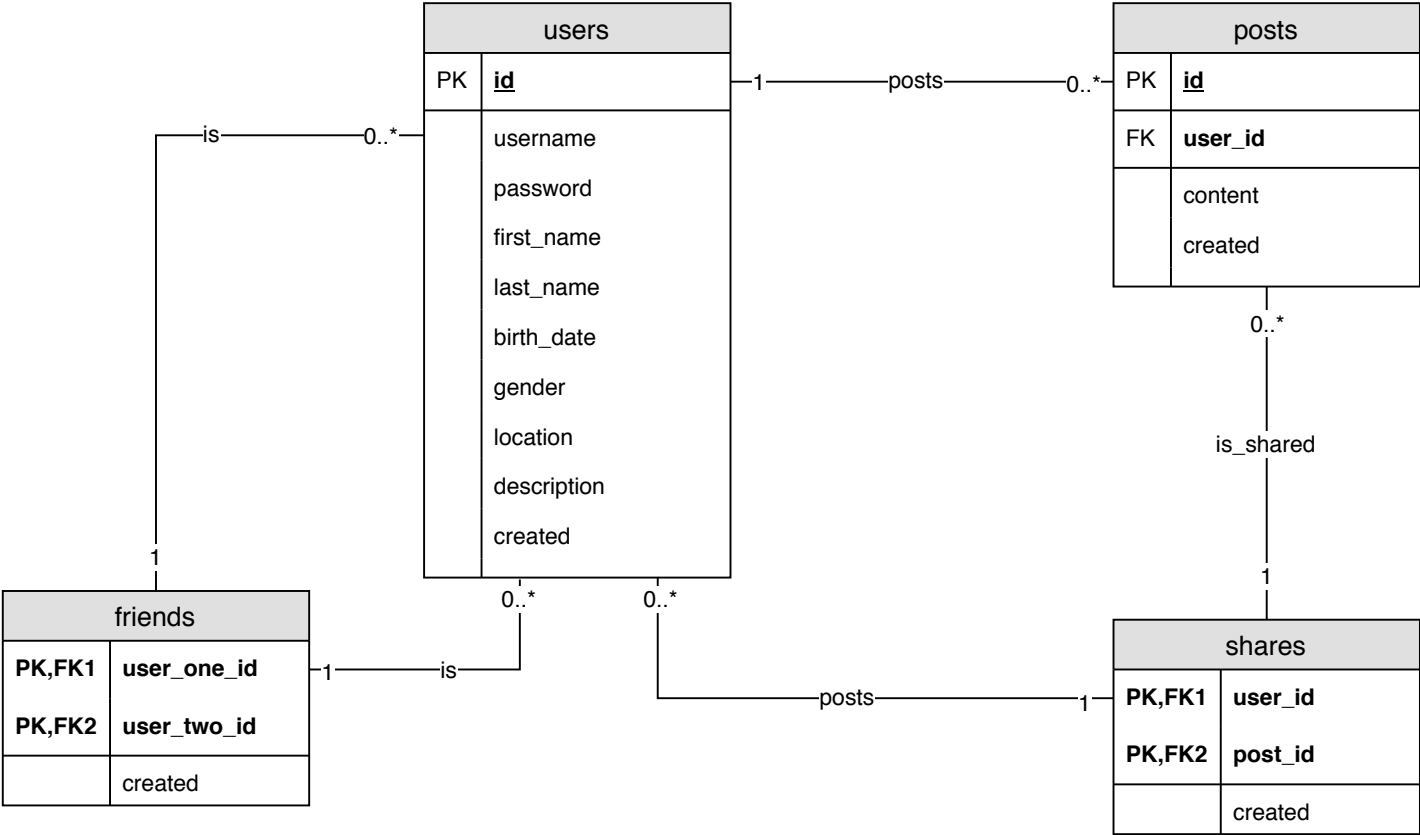 users
PK id
username
password
first_name
last_name
birth_date
gender
location
description
created
posts
PK id
FK user_id
content
created
1 posts 0..*
is 0..*
1
0..*
is_shared
1
friends
PK,FK1 user_one_id
PK,FK2 user_two_id
created
0..* 0..*
1 is
posts 1
shares
PK,FK1 user_id
PK,FK2 post_id
created